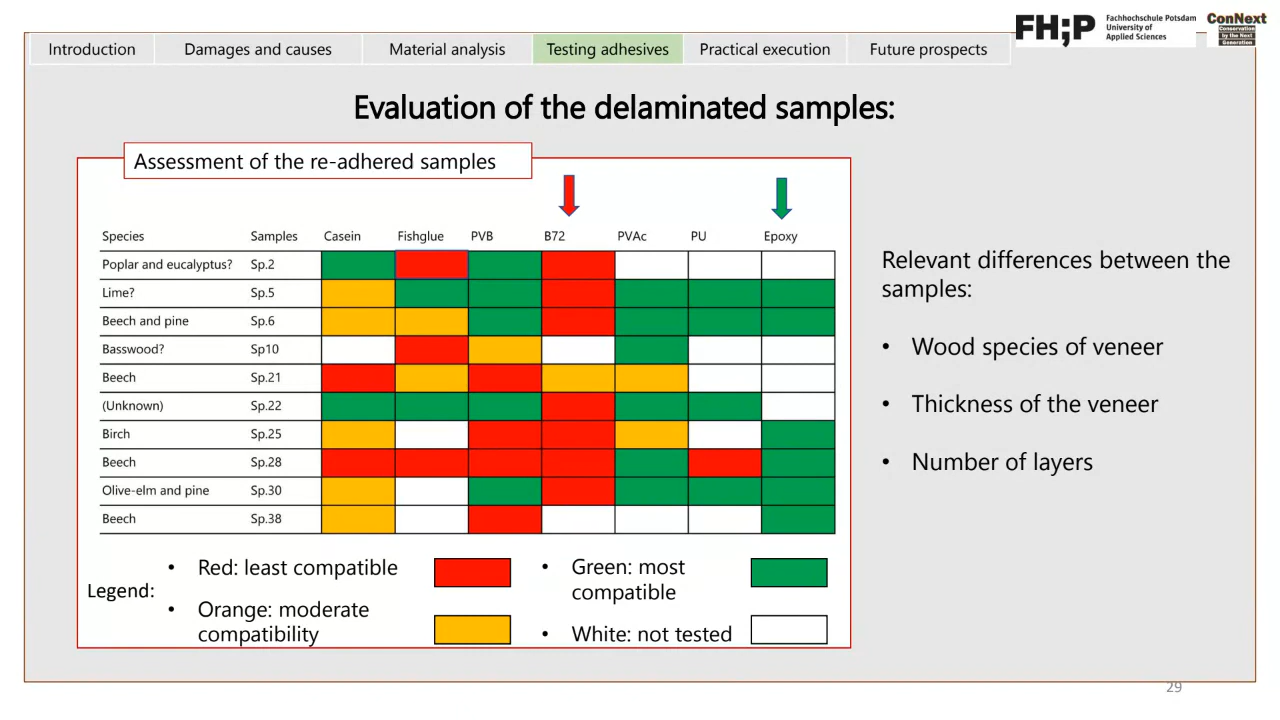 FH;P
Fachhochschule Potsdam
University of
Applied Sciences
ConNext
Conservation
by the Next
Generation
Introduction
Damages and causes
Material analysis
Testing adhesives
Practical execution
Future prospects
Evaluation of the delaminated samples:
Assessment of the re-adhered samples
Species Samples Casein Fishglue PVB B72 PVAc PU Epoxy
Poplar and eucalyptus? Sp.2
Lime? Sp.5
Beech and pine Sp.6
Basswood? Sp10
Beech Sp.21
(Unknown) Sp.22
Birch Sp.25
Beech Sp.28
Olive-elm and pine Sp.30
Beech Sp.38
Legend:
• Red: least compatible
• Orange: moderate
compatibility
• Green: most
compatible
• White: not tested
Relevant differences between the
samples:
• Wood species of veneer
• Thickness of the veneer
• Number of layers
29